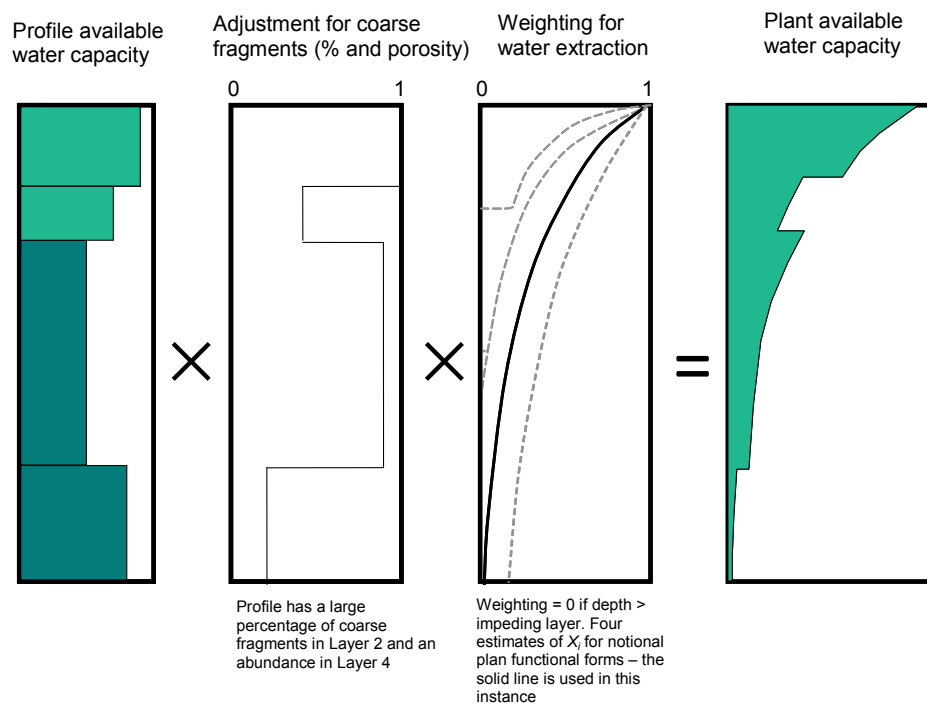 Profile available
water capacity
Adjustment for coarse
fragments (% and porosity)
Weighting for
water extraction
Plant available
water capacity
0
1
0
1
Profile has a large
percentage of coarse
fragments in Layer 2 and an
abundance in Layer 4
Weighting = 0 if depth >
impeding layer. Four
estimates of Xi for notional
plan functional forms – the
solid line is used in this
instance